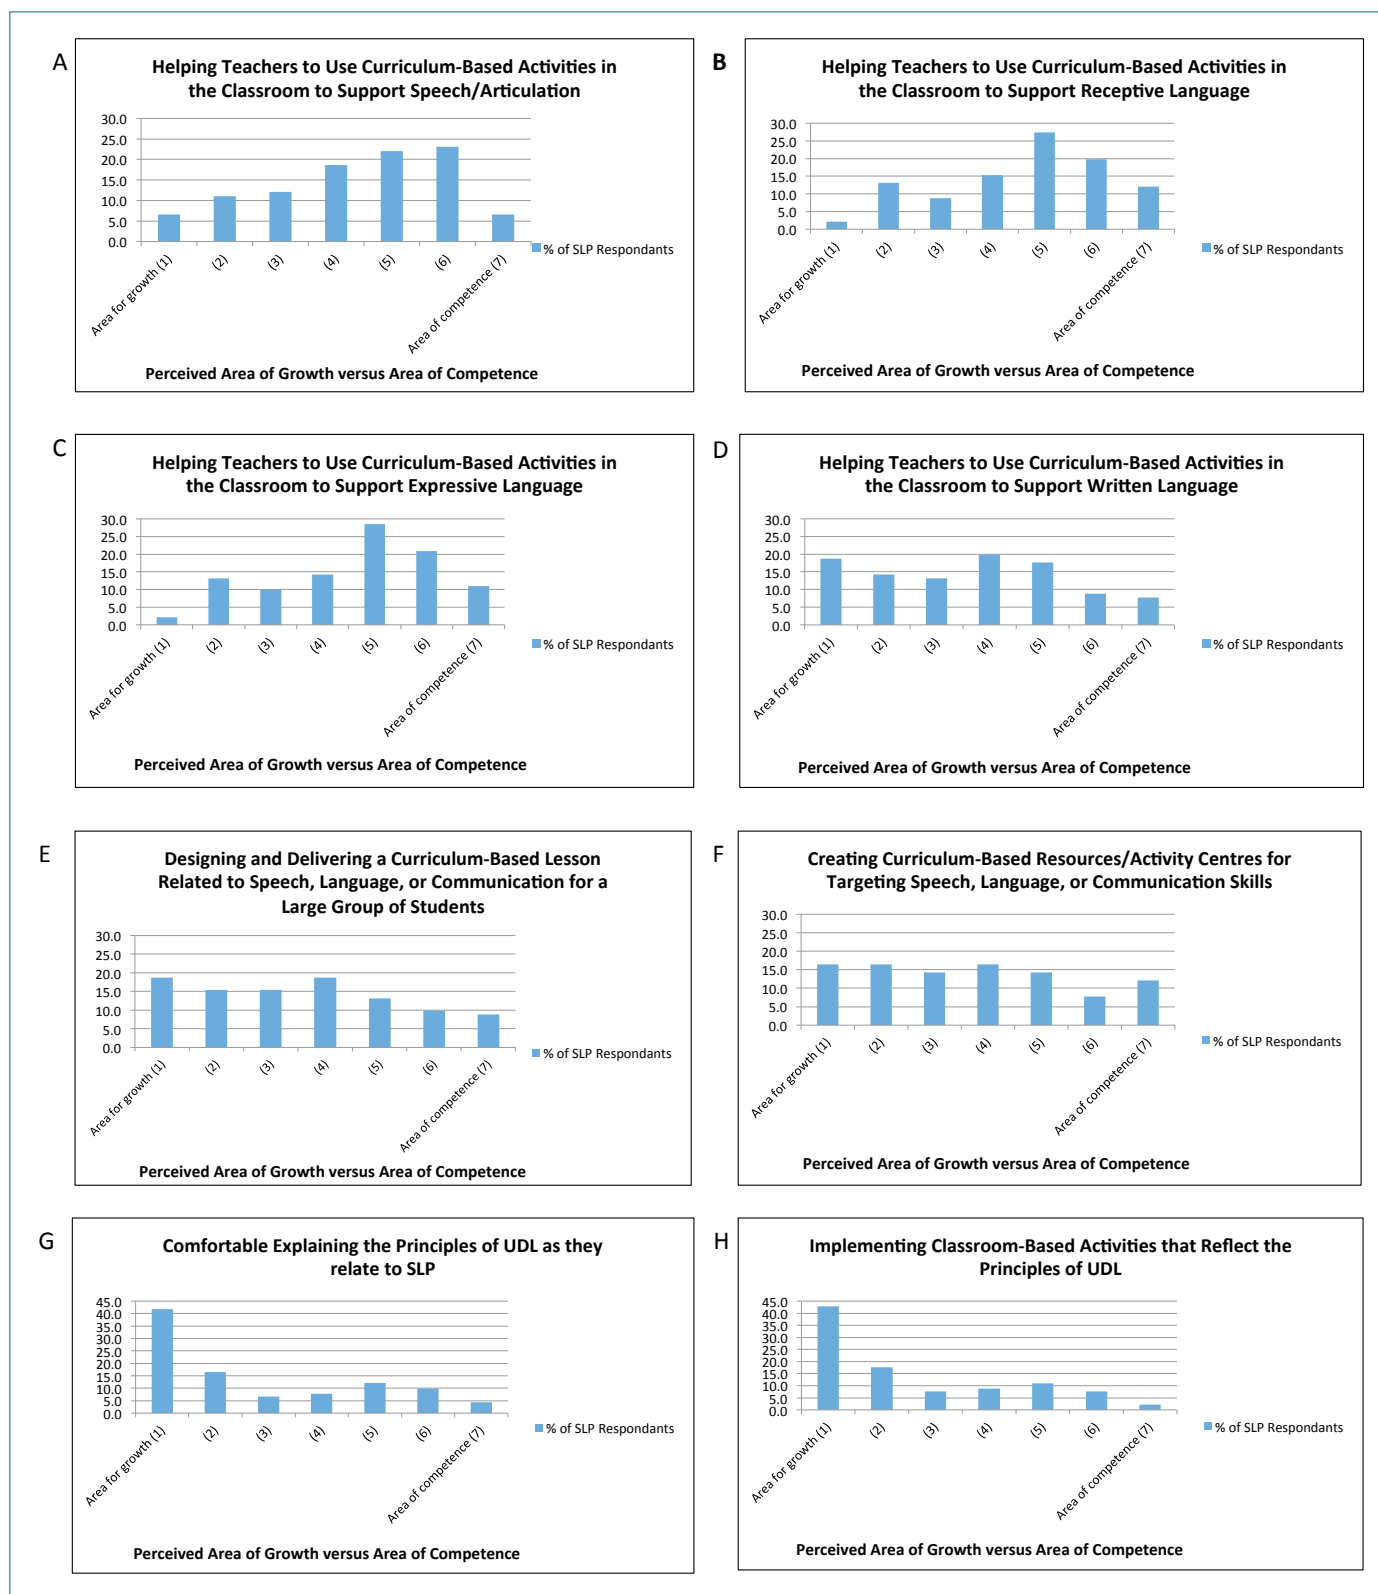 A
Helping Teachers to Use Curriculum-Based Activities in
the Classroom to Support Speech/Articulation
30.0
25.0
20.0
15.0
10.0
5.0
0.0
% of SLP Respondants
Area for growth (1)
(2)
(3)
(4)
(5)
(6)
Area of competence (7)
Perceived Area of Growth versus Area of Competence
B
Helping Teachers to Use Curriculum-Based Activities in
the Classroom to Support Receptive Language
30.0
25.0
20.0
15.0
10.0
5.0
0.0
% of SLP Respondants
Area for growth (1)
(2)
(3)
(4)
(5)
(6)
Area of competence (7)
Perceived Area of Growth versus Area of Competence
C
Helping Teachers to Use Curriculum-Based Activities in
the Classroom to Support Expressive Language
30.0
25.0
20.0
15.0
10.0
5.0
0.0
% of SLP Respondants
Area for growth (1)
(2)
(3)
(4)
(5)
(6)
Area of competence (7)
Perceived Area of Growth versus Area of Competence
D
Helping Teachers to Use Curriculum-Based Activities in
the Classroom to Support Written Language
30.0
25.0
20.0
15.0
10.0
5.0
0.0
% of SLP Respondants
Area for growth (1)
(2)
(3)
(4)
(5)
(6)
Area of competence (7)
Perceived Area of Growth versus Area of Competence
E
Designing and Delivering a Curriculum-Based Lesson
Related to Speech, Language, or Communication for a
Large Group of Students
30.0
25.0
20.0
15.0
10.0
5.0
0.0
% of SLP Respondants
Area for growth (1)
(2)
(3)
(4)
(5)
(6)
Area of competence (7)
Perceived Area of Growth versus Area of Competence
F
Creating Curriculum-Based Resources/Activity Centres for
Targeting Speech, Language, or Communication Skills
30.0
25.0
20.0
15.0
10.0
5.0
0.0
% of SLP Respondants
Area for growth (1)
(2)
(3)
(4)
(5)
(6)
Area of competence (7)
Perceived Area of Growth versus Area of Competence
G
Comfortable Explaining the Principles of UDL as they
relate to SLP
45.0
40.0
35.0
30.0
25.0
20.0
15.0
10.0
5.0
0.0
% of SLP Respondants
Area for growth (1)
(2)
(3)
(4)
(5)
(6)
Area of competence (7)
Perceived Area of Growth versus Area of Competence
H
Implementing Classroom-Based Activities that Reflect the
Principles of UDL
45.0
40.0
35.0
30.0
25.0
20.0
15.0
10.0
5.0
0.0
% of SLP Respondants
Area for growth (1)
(2)
(3)
(4)
(5)
(6)
Area of competence (7)
Perceived Area of Growth versus Area of Competence